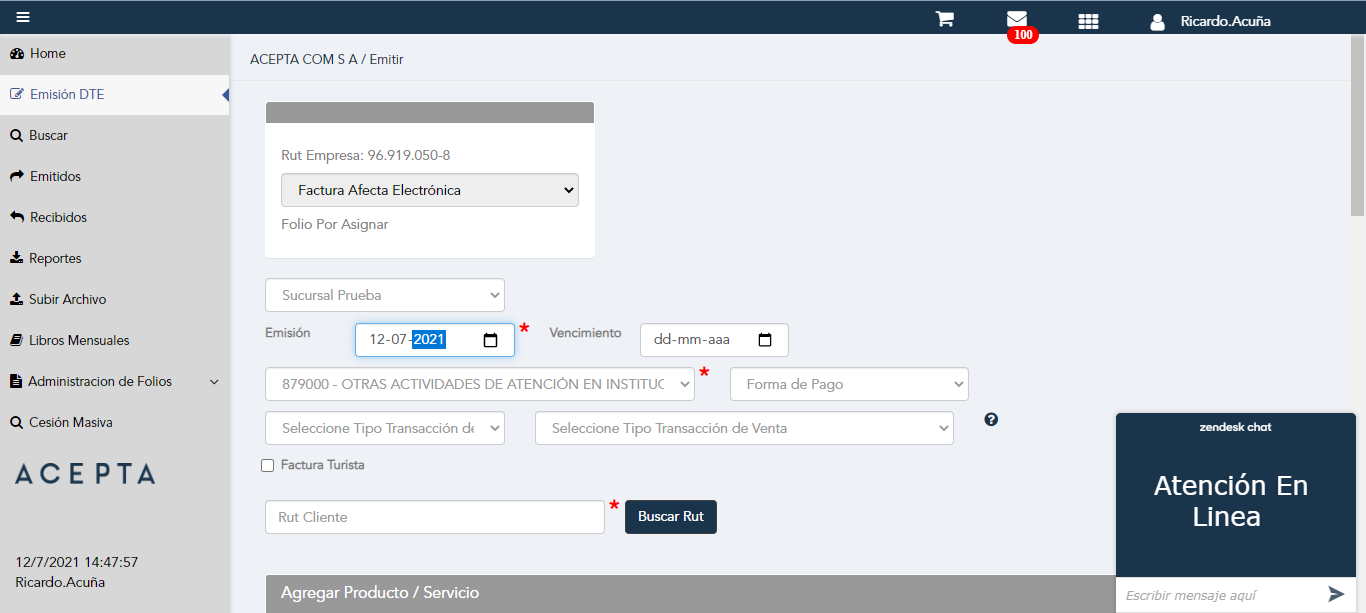 100
Ricardo.Acuña
Home
Emisión DTE
Buscar
Emitidos
Recibidos
Reportes
Subir Archivo
Libros Mensuales
Administracion de Folios
Cesión Masiva
ACEPTA
12/7/2021 14:47:57
Ricardo.Acuña
ACEPTA COM S A / Emitir
Rut Empresa: 96.919.050-8
Factura Afecta Electrónica
Folio Por Asignar
Sucursal Prueba
Emisión 12-07-2021 * Vencimiento dd-mm-aaa
879000 - OTRAS ACTIVIDADES DE ATENCIÓN EN INSTITUC * Forma de Pago
Seleccione Tipo Transacción de Seleccione Tipo Transacción de Venta ?
Factura Turista
Rut Cliente * Buscar Rut
Agregar Producto / Servicio
zendesk chat
Atención En
Linea
Escribir mensaje aquí